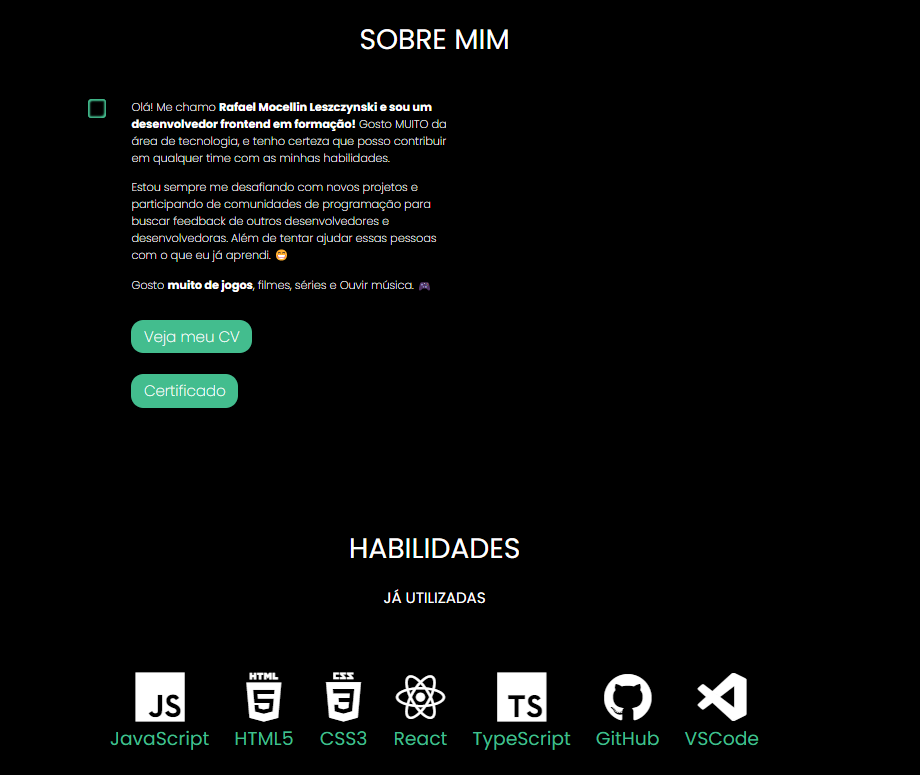 SOBRE MIM
Olá! Me chamo Rafael Mocellin Leszczynski e sou um
desenvolvedor frontend em formação! Gosto MUITO da
área de tecnologia, e tenho certeza que posso contribuir
em qualquer time com as minhas habilidades.
Estou sempre me desafiando com novos projetos e
participando de comunidades de programação para
buscar feedback de outros desenvolvedores e
desenvolvedoras. Além de tentar ajudar essas pessoas
com o que eu já aprendi. 😁
Gosto muito de jogos, filmes, séries e Ouvir música. 🎮
Veja meu CV
Certificado
HABILIDADES
JÁ UTILIZADAS
JS HTML 5 CSS 3 TS
JavaScript HTML5 CSS3 React TypeScript GitHub VSCode